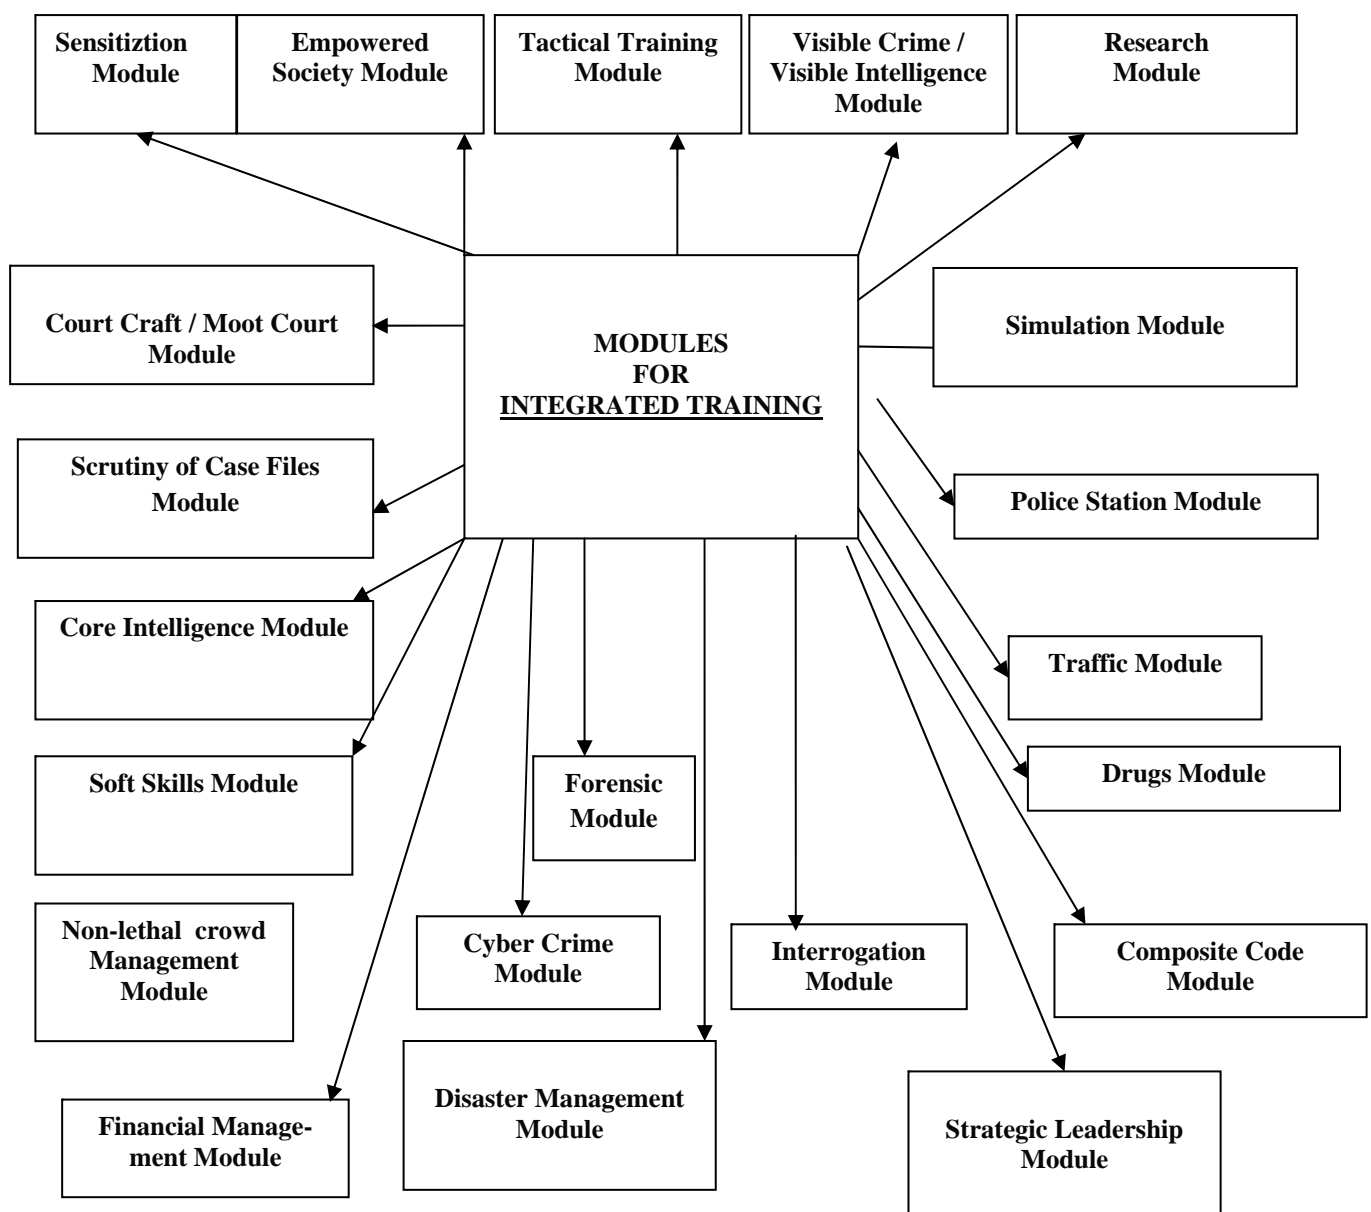 Sensitiztion
Module
Empowered
Society Module
Tactical Training
Module
Visible Crime /
Visible Intelligence
Module
Research
Module
Court Craft / Moot Court
Module
MODULES
FOR
INTEGRATED TRAINING
Simulation Module
Scrutiny of Case Files
Module
Police Station Module
Core Intelligence Module
Traffic Module
Soft Skills Module
Forensic
Module
Drugs Module
Non-lethal crowd
Management
Module
Cyber Crime
Module
Interrogation
Module
Composite Code
Module
Financial Manage-
ment Module
Disaster Management
Module
Strategic Leadership
Module